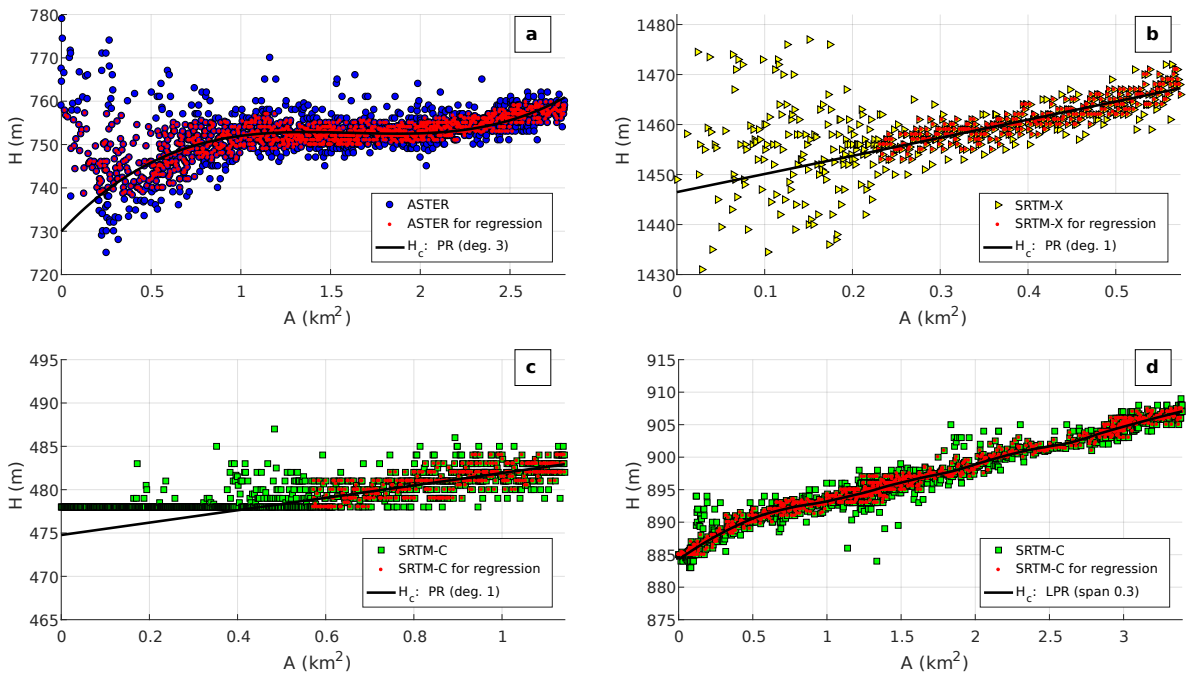 a
H (m)
780
770
760
750
740
730
720
0
0.5
1
1.5
2
2.5
A (km²)
ASTER
ASTER for regression
H_c: PR (deg. 3)
b
H (m)
1480
1470
1460
1450
1440
1430
0
0.1
0.2
0.3
0.4
0.5
A (km²)
SRTM-X
SRTM-X for regression
H_c: PR (deg. 1)
c
H (m)
495
490
485
480
475
470
465
0
0.2
0.4
0.6
0.8
1
A (km²)
SRTM-C
SRTM-C for regression
H_c: PR (deg. 1)
d
H (m)
915
910
905
900
895
890
885
880
875
0
0.5
1
1.5
2
2.5
3
A (km²)
SRTM-C
SRTM-C for regression
H_c: LPR (span 0.3)